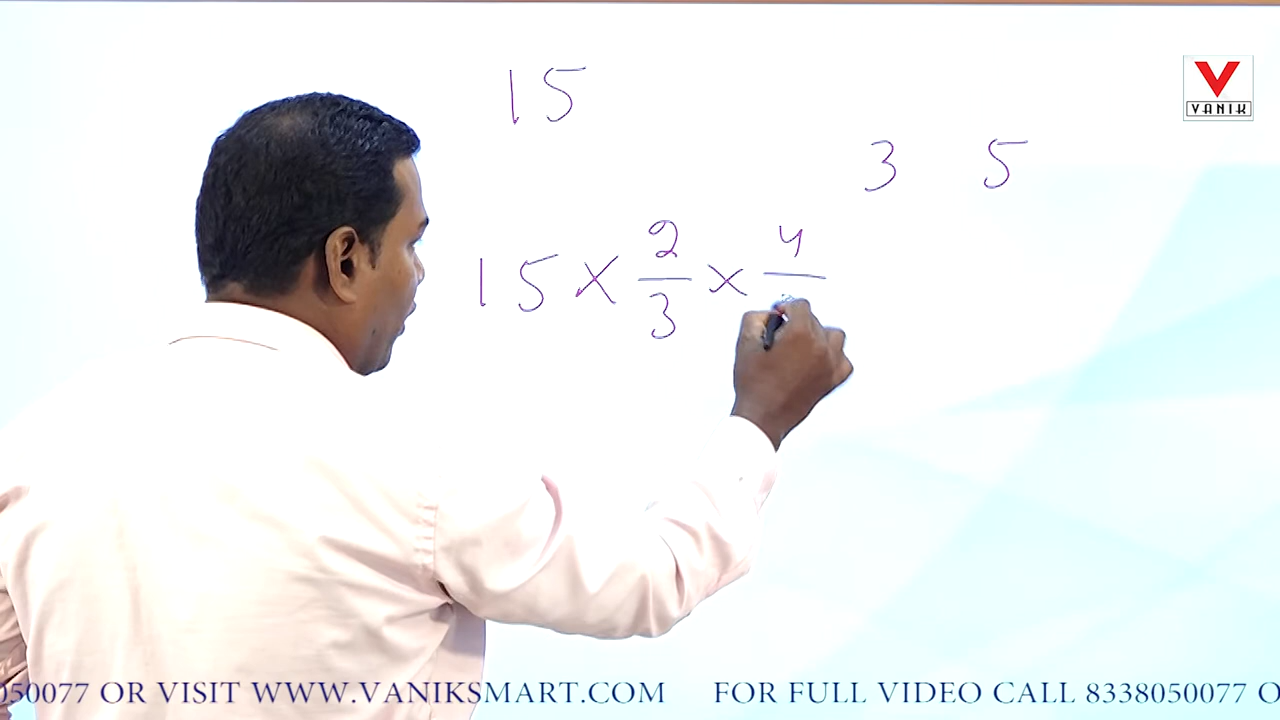 15
VANIK
3 5
15 × 2/3 × 4/
050077 OR VISIT WWW.VANIKSMART.COM FOR FULL VIDEO CALL 8338050077 O